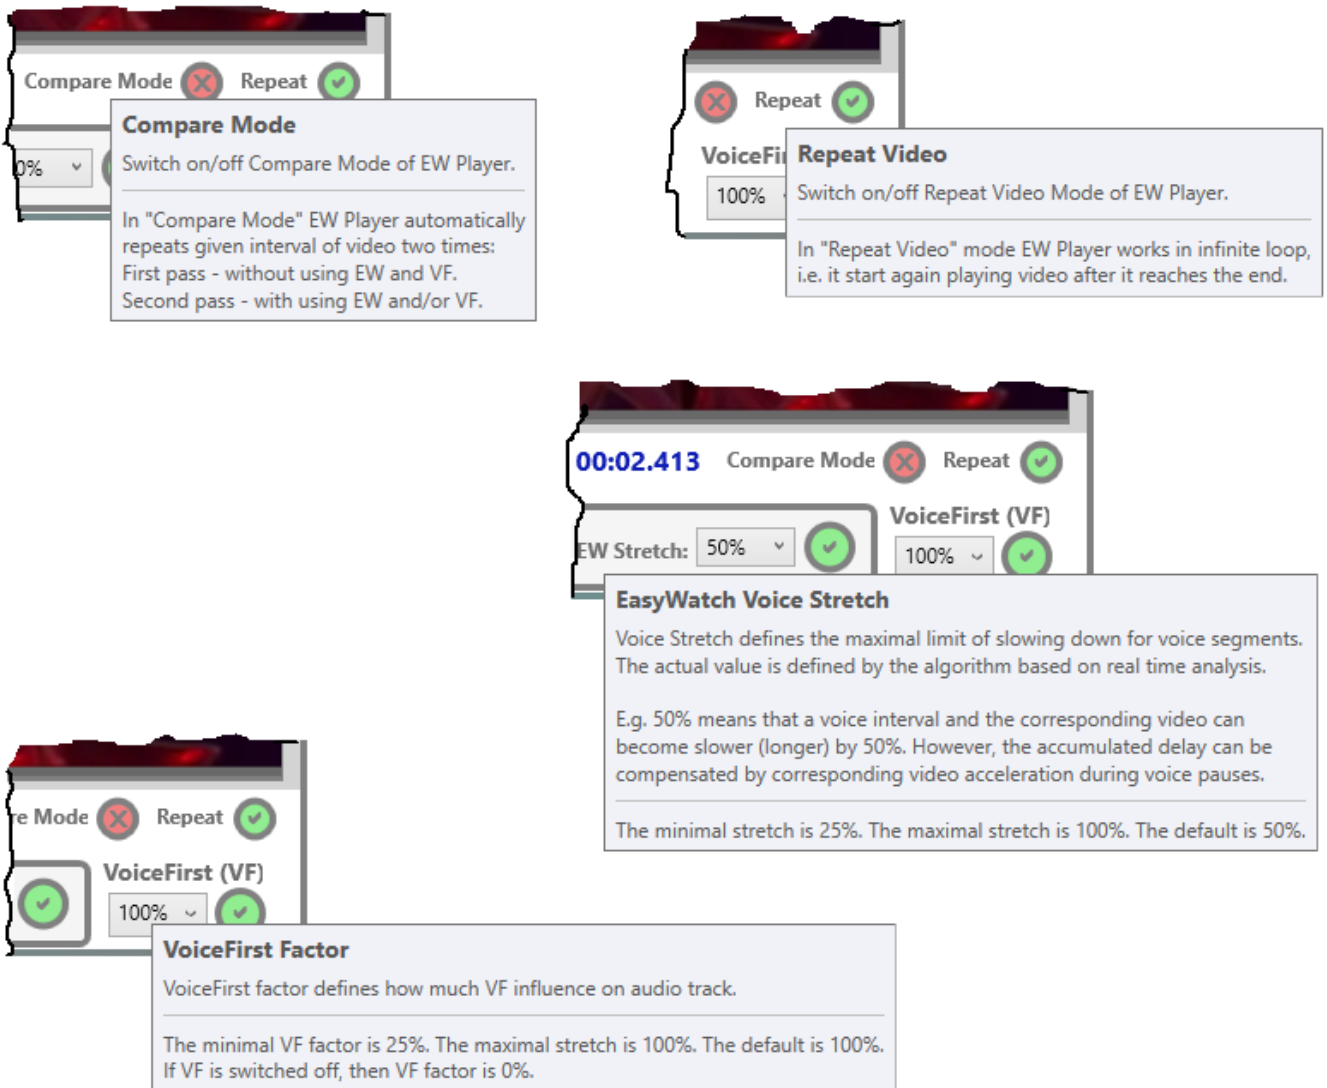 Compare Mode Repeat
Compare Mode
Switch on/off Compare Mode of EW Player.
0%
In "Compare Mode" EW Player automatically
repeats given interval of video two times:
First pass - without using EW and VF.
Second pass - with using EW and/or VF.
Repeat
VoiceFi
100%
Repeat Video
Switch on/off Repeat Video Mode of EW Player.
In "Repeat Video" mode EW Player works in infinite loop,
i.e. it start again playing video after it reaches the end.
00:02.413 Compare Mode Repeat
VoiceFirst (VF)
EW Stretch: 50% 100%
EasyWatch Voice Stretch
Voice Stretch defines the maximal limit of slowing down for voice segments.
The actual value is defined by the algorithm based on real time analysis.
E.g. 50% means that a voice interval and the corresponding video can
become slower (longer) by 50%. However, the accumulated delay can be
compensated by corresponding video acceleration during voice pauses.
The minimal stretch is 25%. The maximal stretch is 100%. The default is 50%.
re Mode Repeat
VoiceFirst (VF)
100%
VoiceFirst Factor
VoiceFirst factor defines how much VF influence on audio track.
The minimal VF factor is 25%. The maximal stretch is 100%. The default is 100%.
If VF is switched off, then VF factor is 0%.